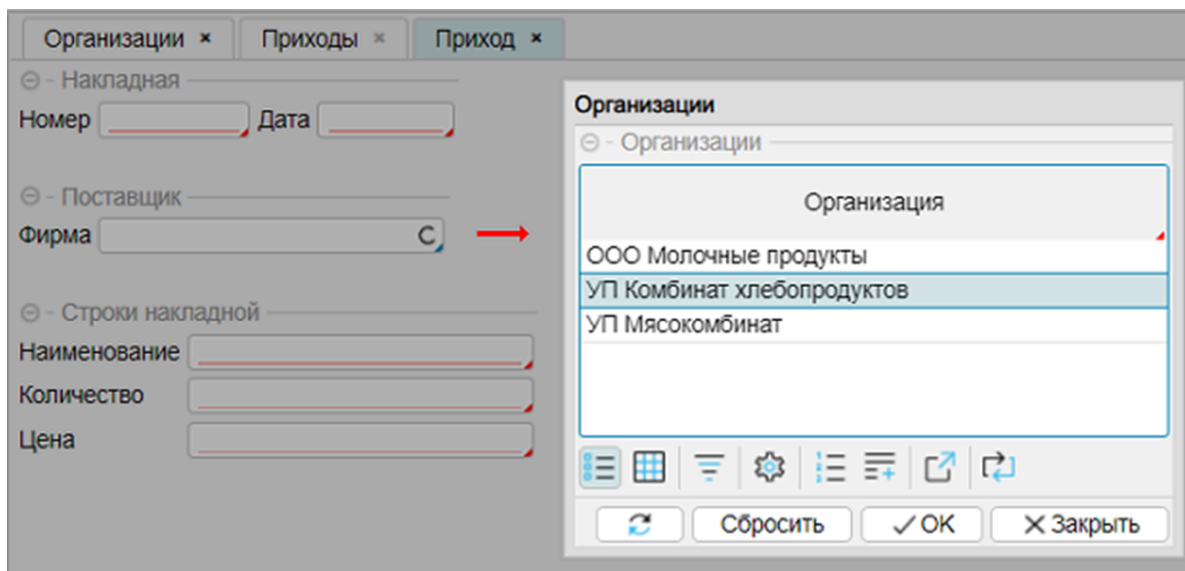 Организации × Приходы × Приход ×
Накладная
Номер Дата
Поставщик
Фирма
Строки накладной
Наименование
Количество
Цена
Организации
Организации
Организация
ООО Молочные продукты
УП Комбинат хлебопродуктов
УП Мясокомбинат
Сбросить OK Закрыть